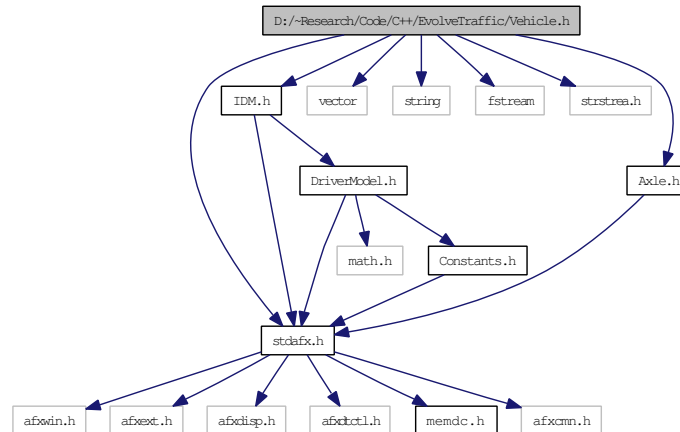 D:/~Research/Code/C++/EvolveTraffic/Vehicle.h
IDM.h
vector
string
fstream
strstrea.h
DriverModel.h
Axle.h
math.h
Constants.h
stdafx.h
afxwin.h
afxext.h
afxdisp.h
afxdtctl.h
memdc.h
afxcmn.h